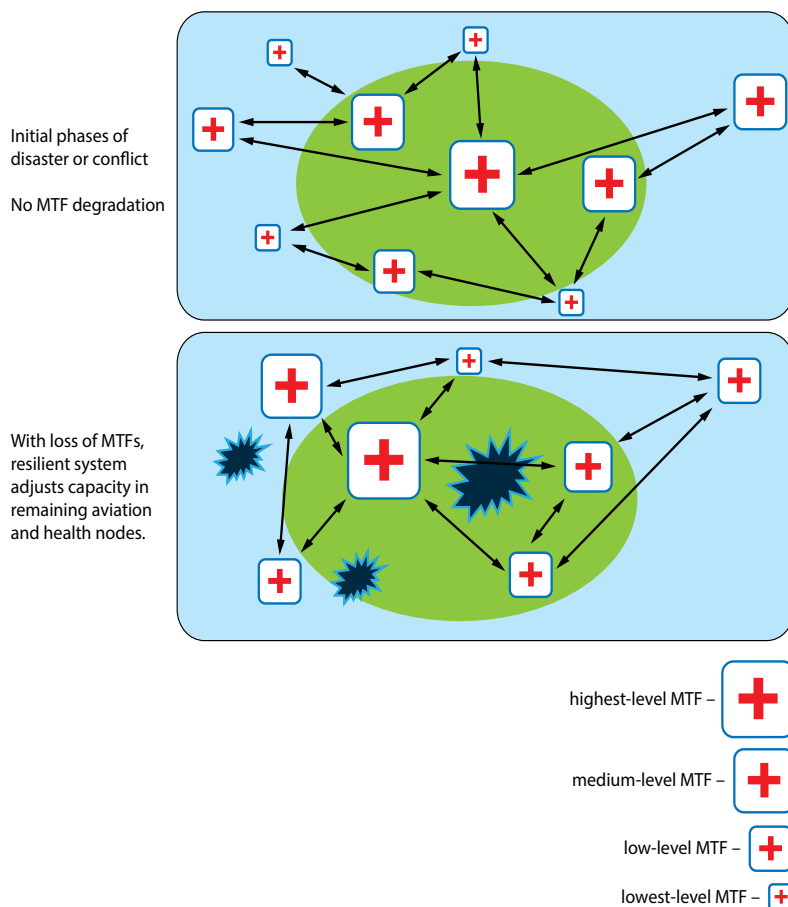 Initial phases of
disaster or conflict
No MTF degradation
With loss of MTFs,
resilient system
adjusts capacity in
remaining aviation
and health nodes.
highest-level MTF –
medium-level MTF –
low-level MTF –
lowest-level MTF –